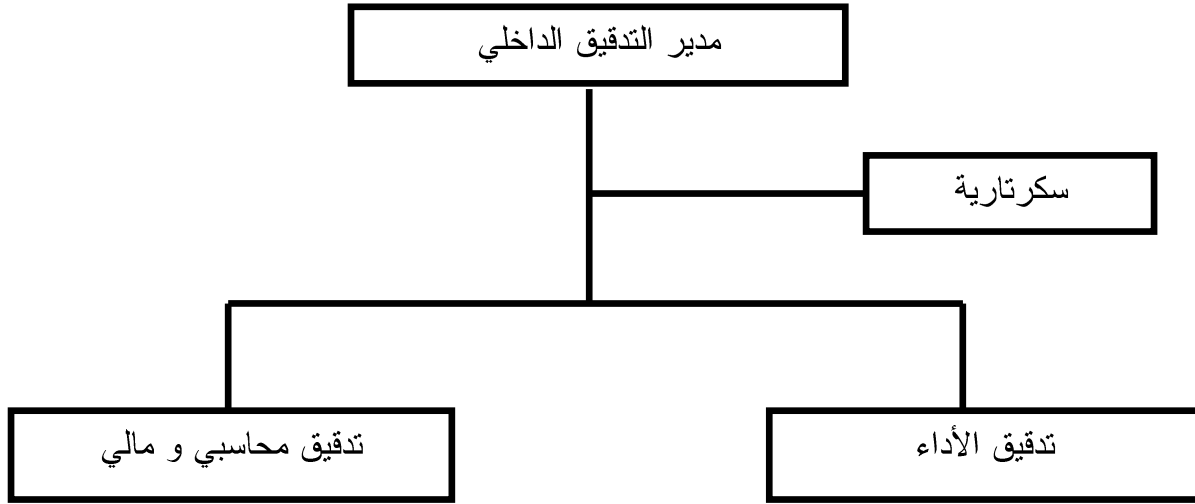 مدير التدقيق الداخلي
سكرتارية
تدقيق الأداء
تدقيق محاسبي و مالي